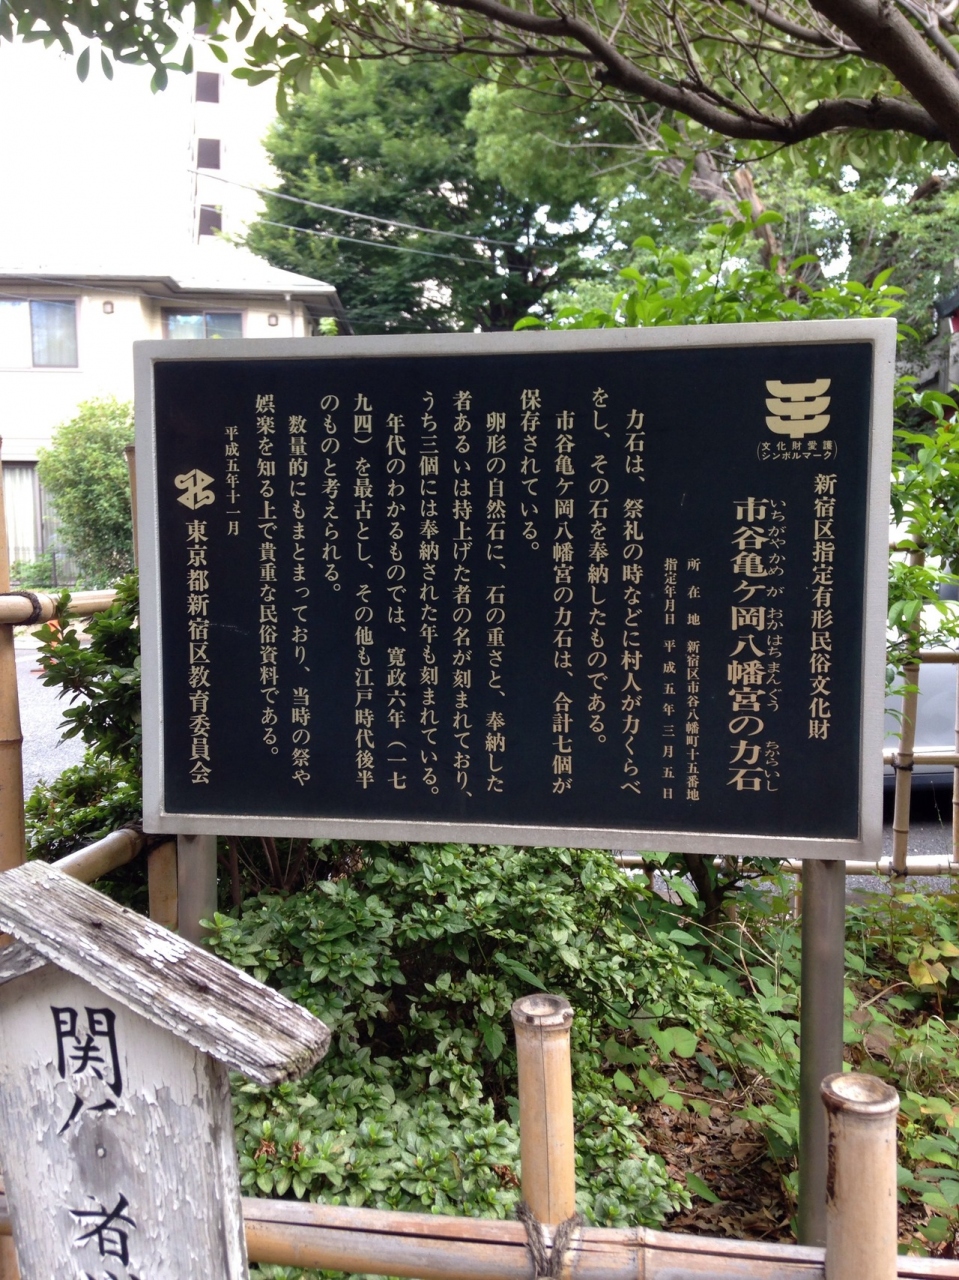 (文化財愛護
シンボルマーク)
新宿区指定有形民俗文化財
いちがやかめ が おかはちまんぐう ちからいし
市谷亀ケ岡八幡宮の力石
所在地 新宿区市谷八幡町十五番地
指定年月日 平成五年三月五日
力石は、祭礼の時などに村人が力くらべ
をし、その石を奉納したものである。
市谷亀ケ岡八幡宮の力石は、合計七個が
保存されている。
卵形の自然石に、石の重さと、奉納した
者あるいは持上げた者の名が刻まれており、
うち三個には奉納された年も刻まれている。
年代のわかるものでは、寛政六年(一七
九四)を最古とし、その他も江戸時代後半
のものと考えられる。
数量的にもまとまっており、当時の祭や
娯楽を知る上で貴重な民俗資料である。
平成五年十一月
東京都新宿区教育委員会
関
者